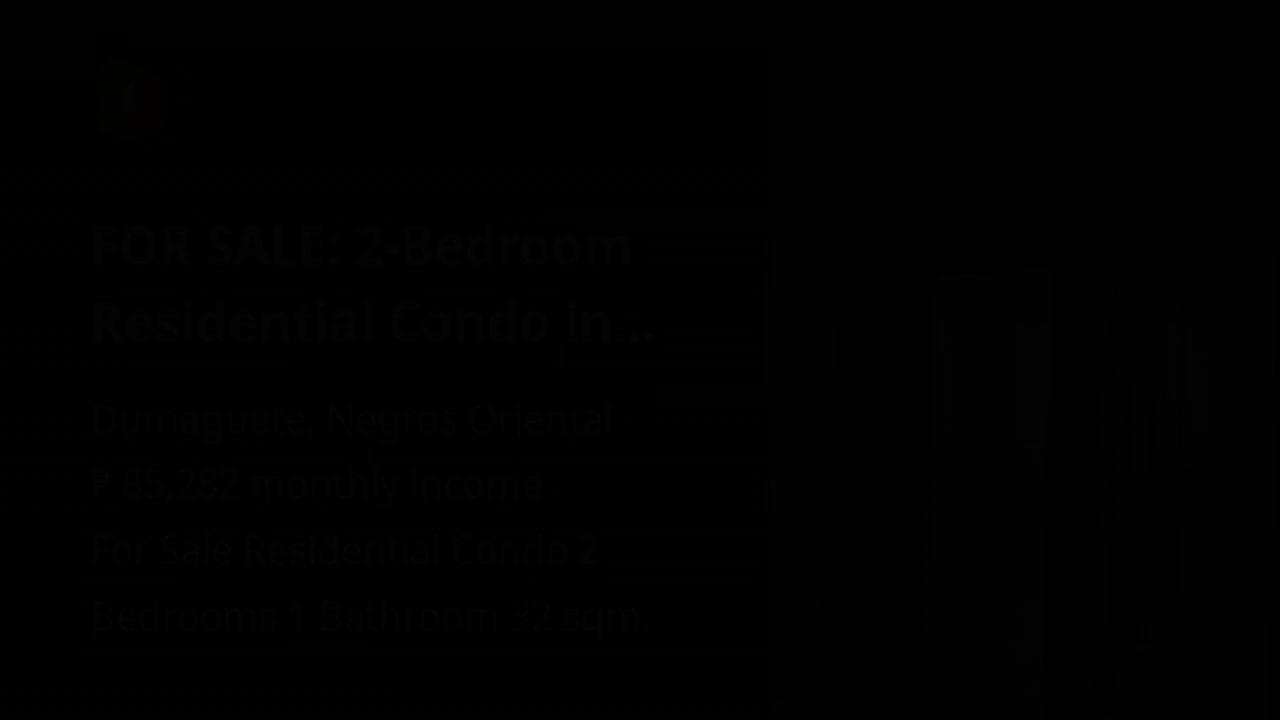 FOR SALE: 2-Bedroom
Residential Condo in...
Dumaguete, Negros Oriental
₱ 85,282 monthly Income
For Sale Residential Condo 2
Bedrooms 1 Bathroom 32 sqm.